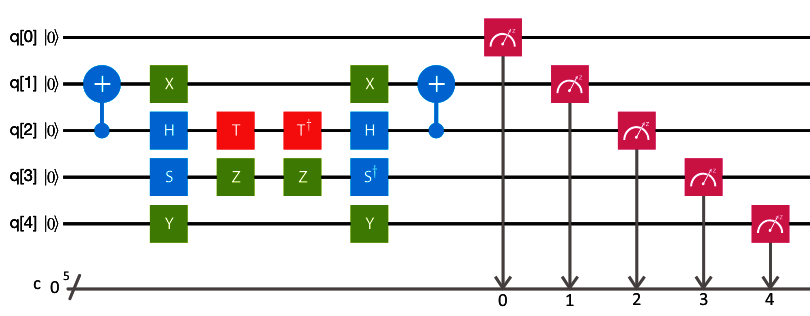 q[0] |0⟩ z
q[1] |0⟩ + X X + z
q[2] |0⟩ H T T† H z
q[3] |0⟩ S Z Z S† z
q[4] |0⟩ Y Y z
c 0 5
0 1 2 3 4